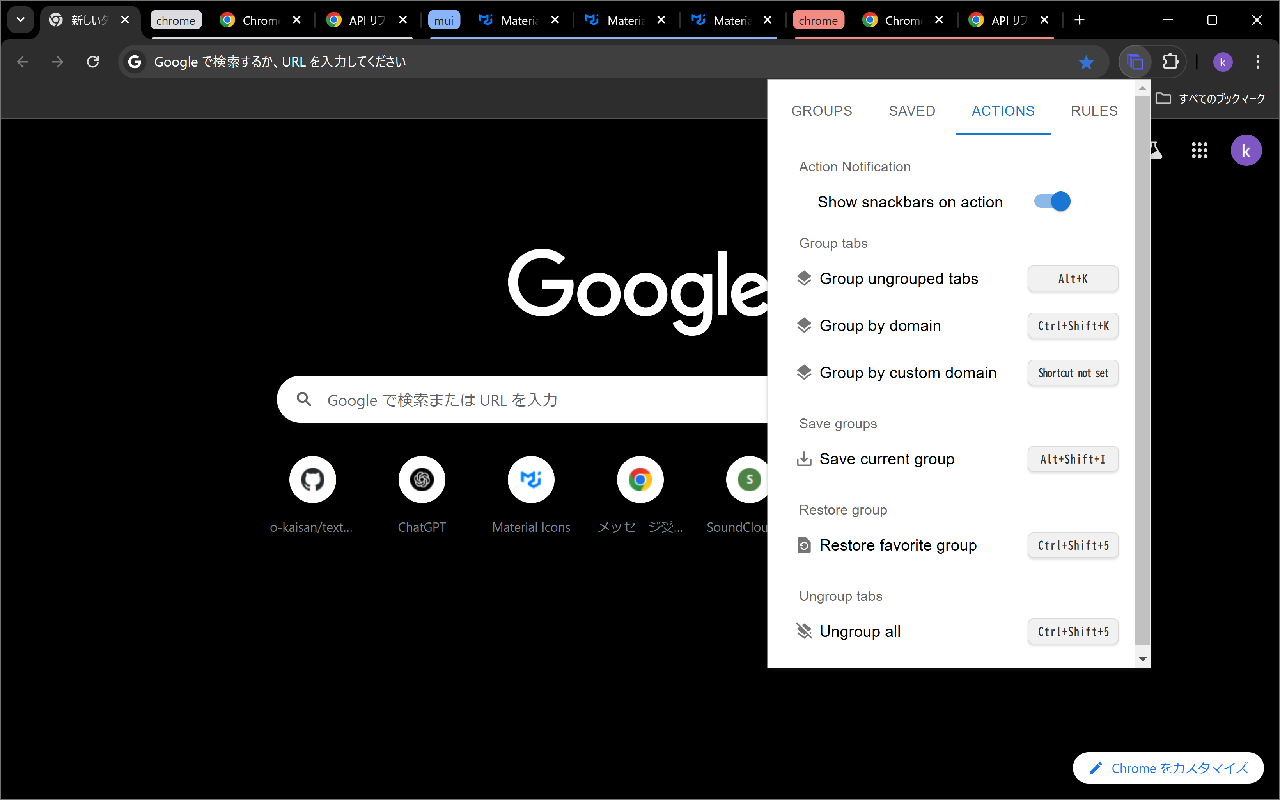 新しいタ
chrome
Chrome
API リフ
mui
Materia
Materia
Materia
chrome
Chrome
API リフ
Google で検索するか、URL を入力してください
k
すべてのブックマーク
GROUPS
SAVED
ACTIONS
RULES
k
Action Notification
Show snackbars on action
Group tabs
Group ungrouped tabs
Alt+K
Group by domain
Ctrl+Shift+K
Group by custom domain
Shortcut not set
Save groups
Save current group
Alt+Shift+I
Restore group
Restore favorite group
Ctrl+Shift+5
Ungroup tabs
Ungroup all
Ctrl+Shift+5
Google
Google で検索または URL を入力
S
o-kaisan/text...
ChatGPT
Material Icons
メッセージ受...
SoundClou
Chrome をカスタマイズ